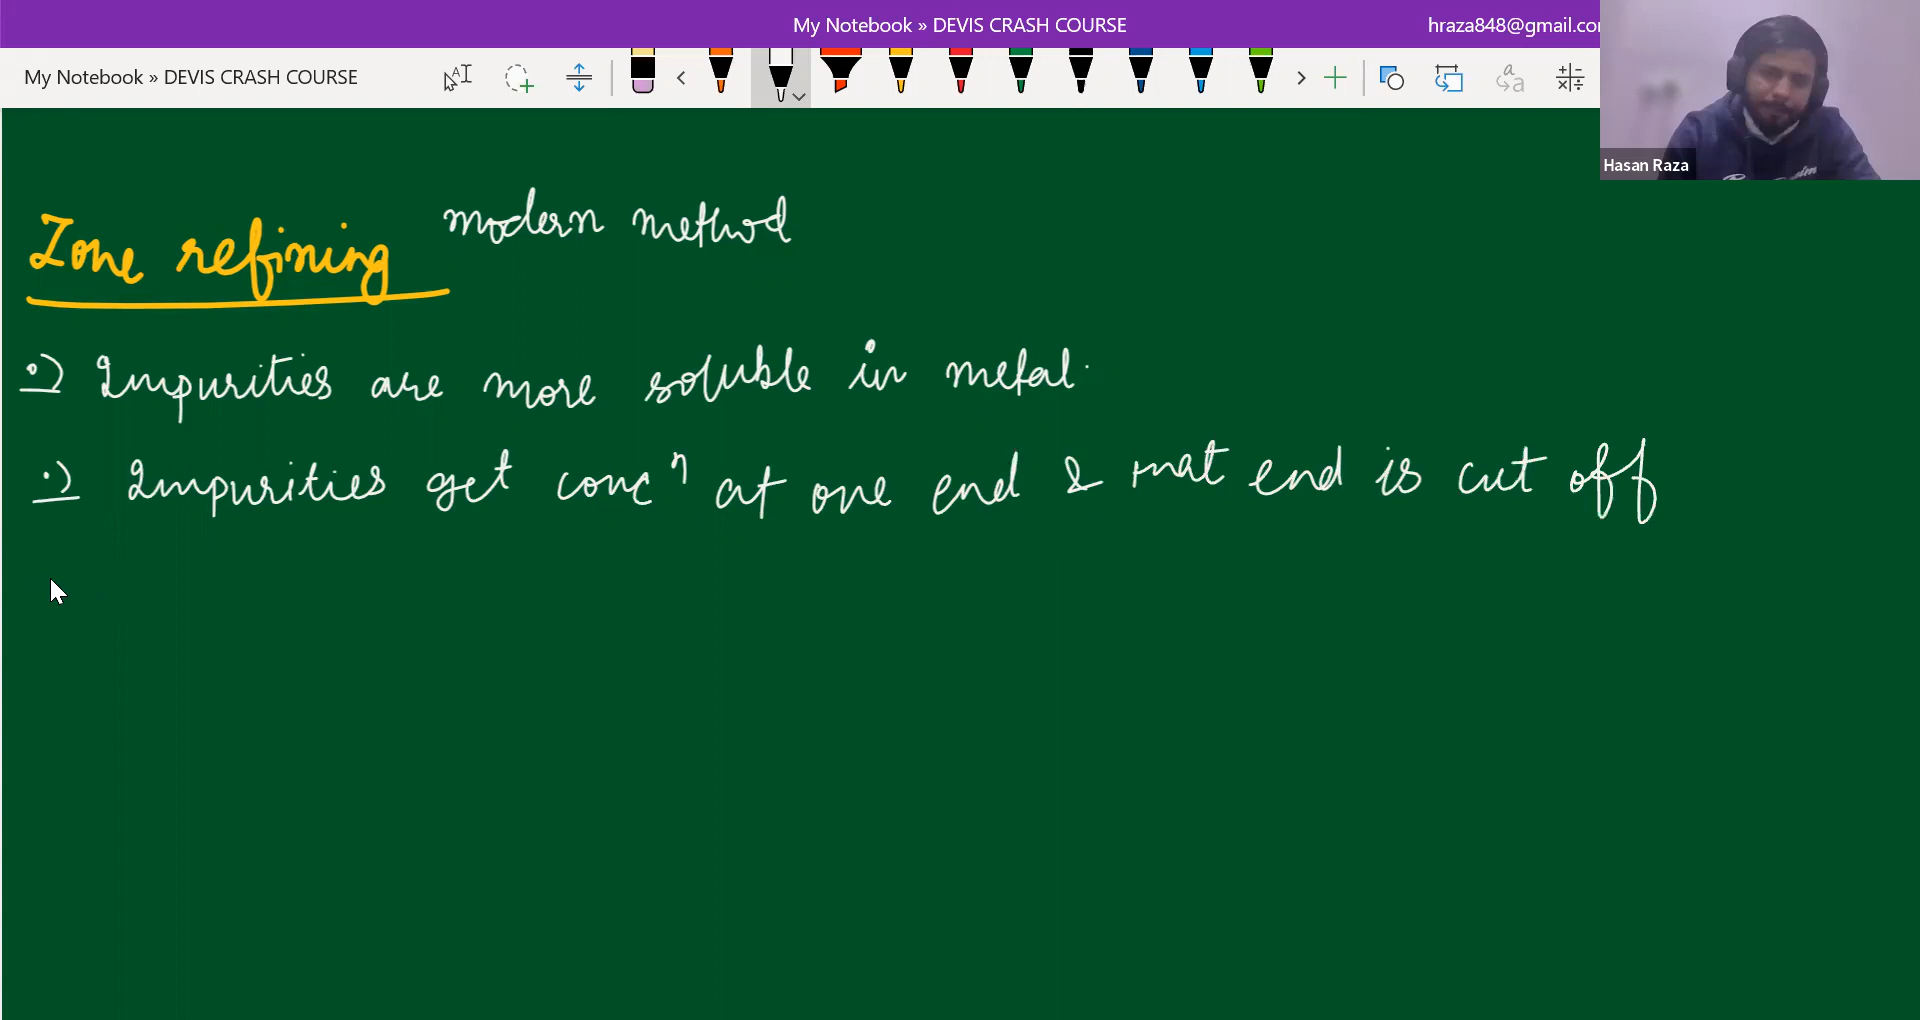 My Notebook » DEVIS CRASH COURSE
hraza848@gmail.co
My Notebook » DEVIS CRASH COURSE
Hasan Raza
Zone refining modern method
Impurities are more soluble in metal.
Impurities get concⁿ at one end & that end is cut off